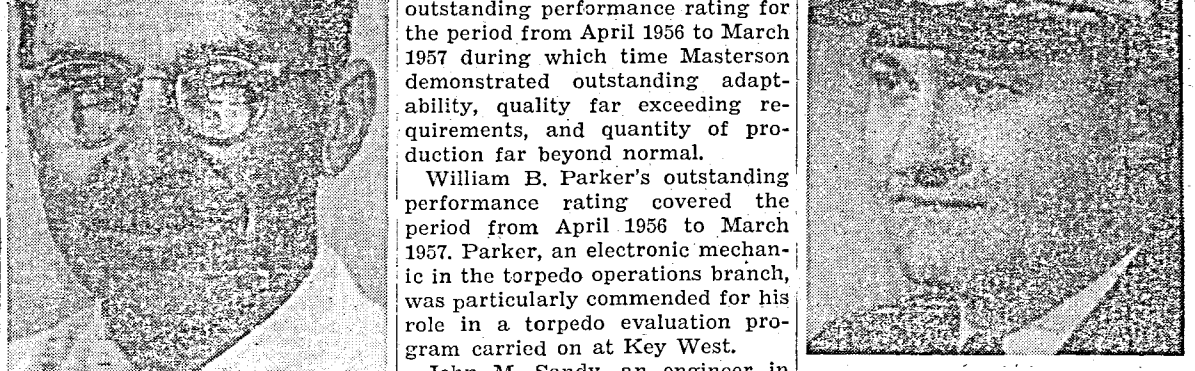 outstanding performance rating for
the period from April 1956 to March
1957 during which time Masterson
demonstrated outstanding adapt-
ability, quality far exceeding re-
quirements, and quantity of pro-
duction far beyond normal.
William B. Parker's outstanding
performance rating covered the
period from April 1956 to March
1957. Parker, an electronic mechan-
ic in the torpedo operations branch,
was particularly commended for his
role in a torpedo evaluation pro-
gram carried on at Key West.
John M. Sandy, an engineer in